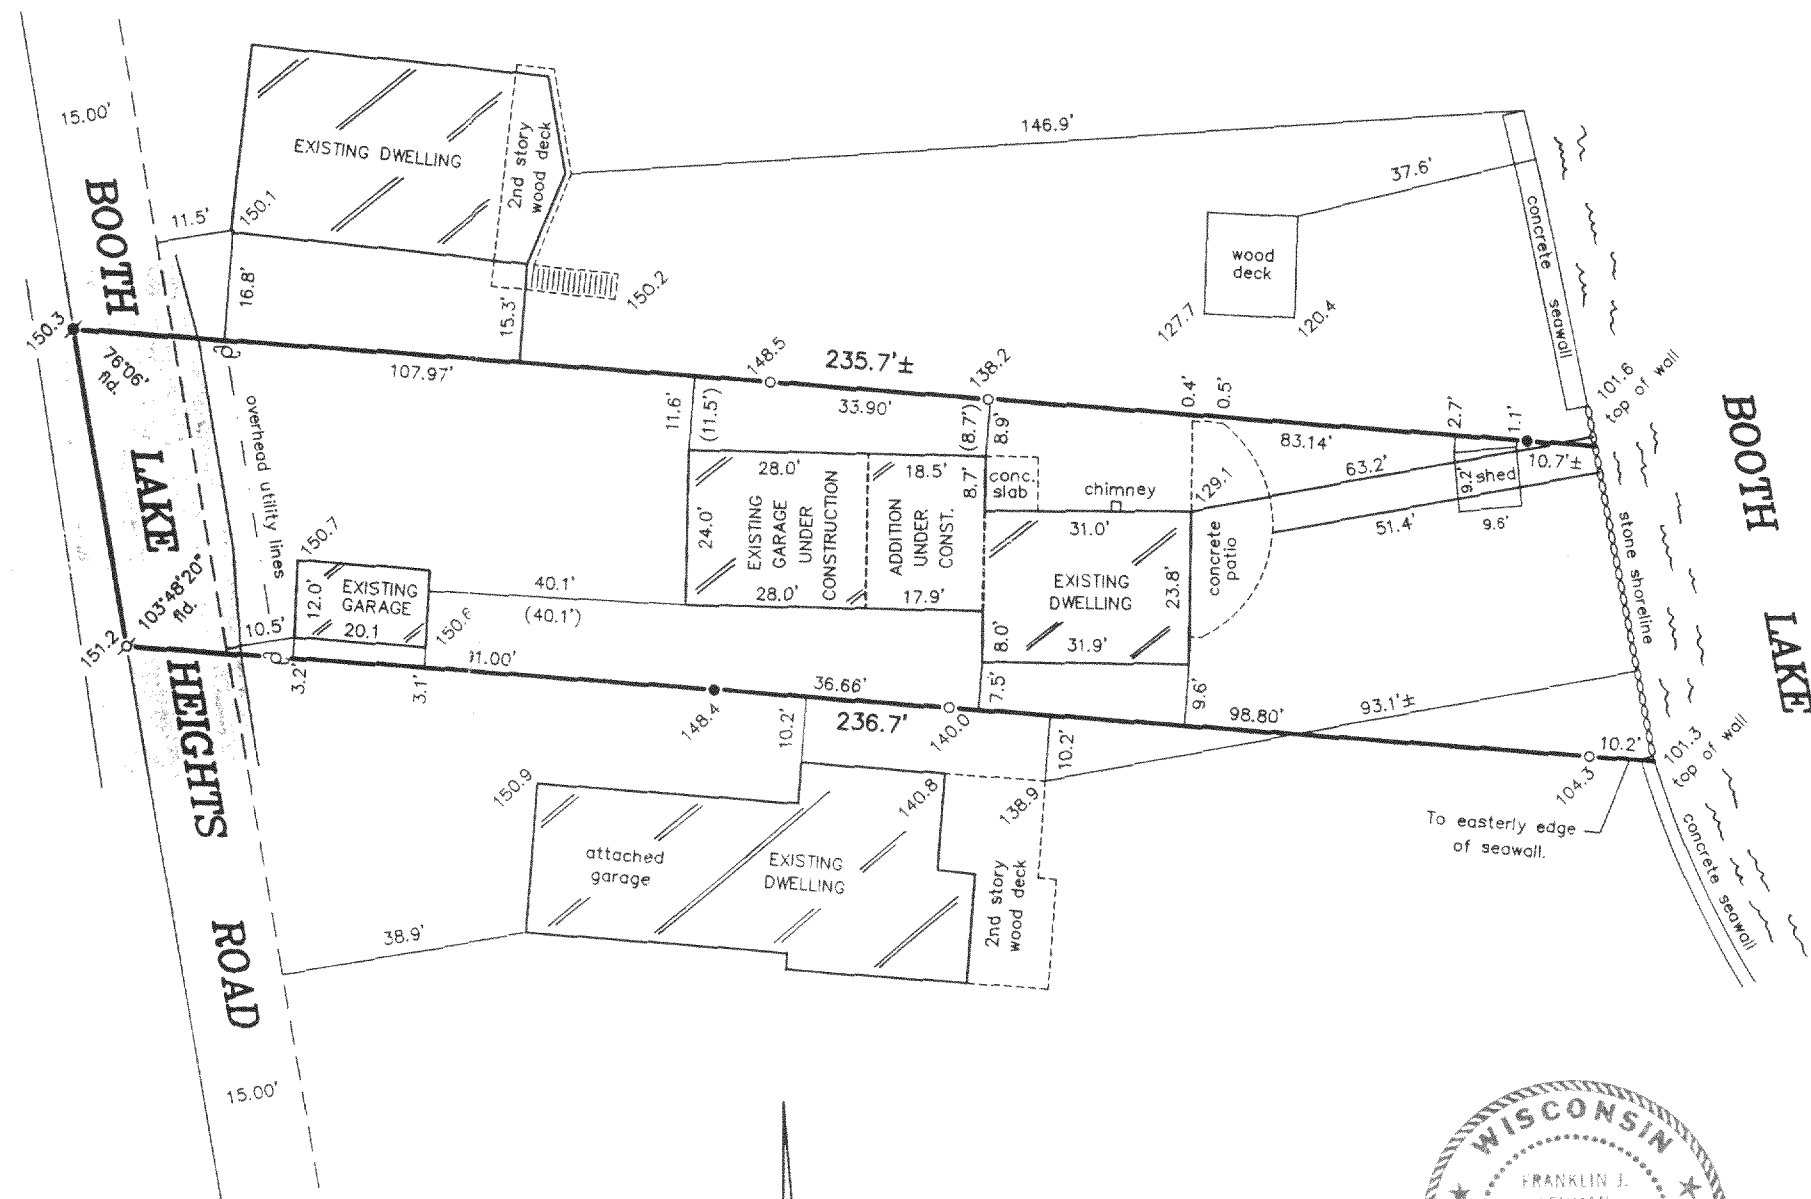 15.00'
EXISTING DWELLING
2nd story
wood deck
146.9'
37.6'
concrete seawall
wood
deck
127.7
120.4
BOOTH LAKE HEIGHTS ROAD
11.5'
150.1
16.8'
15.3'
150.2
150.3
76°06'
fld.
107.97'
148.5
235.7'±
138.2
33.90'
11.6'
(11.5')
(8.7')
8.9'
0.4'
0.5'
83.14'
2.7'
1.1'
10.7'±
101.6
top of wall
BOOTH LAKE
overhead utility lines
28.0'
18.5'
8.7'
conc.
slab
chimney
129.1
63.2'
9.2'
shed
9.6'
51.4'
24.0'
EXISTING
GARAGE
UNDER
CONSTRUCTION
ADDITION
UNDER
CONST.
28.0'
17.9'
31.0'
EXISTING
DWELLING
23.8'
31.9'
8.0'
concrete
patio
stone shoreline
150.7
12.0'
EXISTING
GARAGE
20.1
150.6
40.1'
(40.1')
103°48'20"
fld.
151.2
10.5'
3.2'
3.1'
1.00'
148.4
36.66'
236.7'
10.2'
140.0
7.5'
9.6'
10.2'
98.80'
93.1'±
10.2'
104.3
101.3
top of wall
To easterly edge
of seawall.
concrete seawall
150.9
140.8
138.9
attached
garage
EXISTING
DWELLING
2nd story
wood deck
38.9'
15.00'
WISCONSIN
FRANKLIN J.